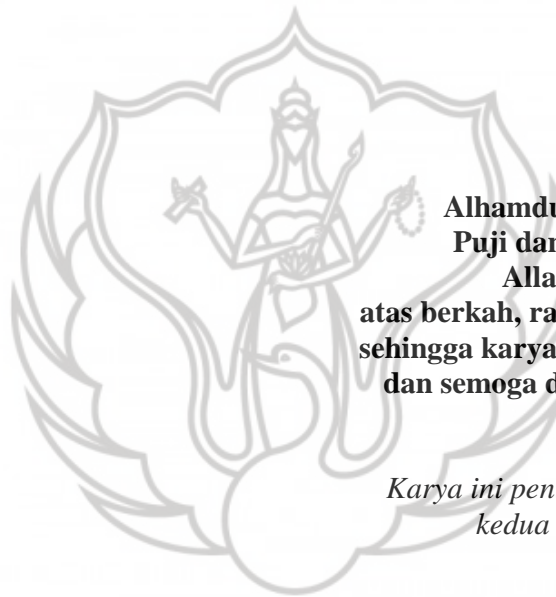 Alhamdu
Puji dan
Alla
atas berkah, ra
sehingga karya
dan semoga d
Karya ini pen
kedua